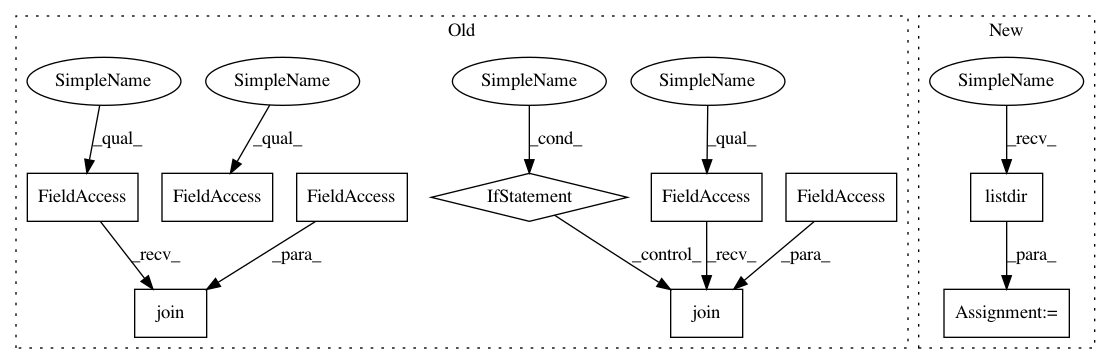 Old
New
SimpleName
SimpleName
SimpleName
SimpleName
SimpleName
_qual_
_qual_
_cond_
_qual_
_recv_
FieldAccess
FieldAccess
FieldAccess
IfStatement
FieldAccess
FieldAccess
listdir
_recv_
_para_
_control_
_recv_
_para_
_para_
join
join
Assignment:=